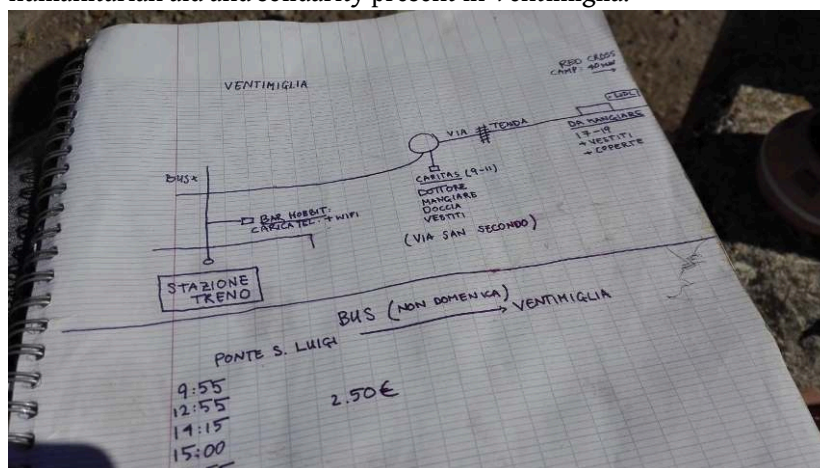 humanitarian aid and solidarity present in Ventimiglia.
VENTIMIGLIA
RED CROSS
CAMP: 40 MIN
LIDL
VIA TENDA
DA MANGIARE
17-19
+ VESTITI
+ COPERTE
BUS
CARITAS (9-11)
DOTTORE
MANGIARE
DOCCIA
VESTITI
(VIA SAN SECONDO)
BAR HOBBIT:
CARICA TEL. + WIFI
STAZIONE
TRENO
BUS (NON DOMENICA)
PONTE S. LUIGI
VENTIMIGLIA
9:55
12:55
14:15
15:00
2.50€